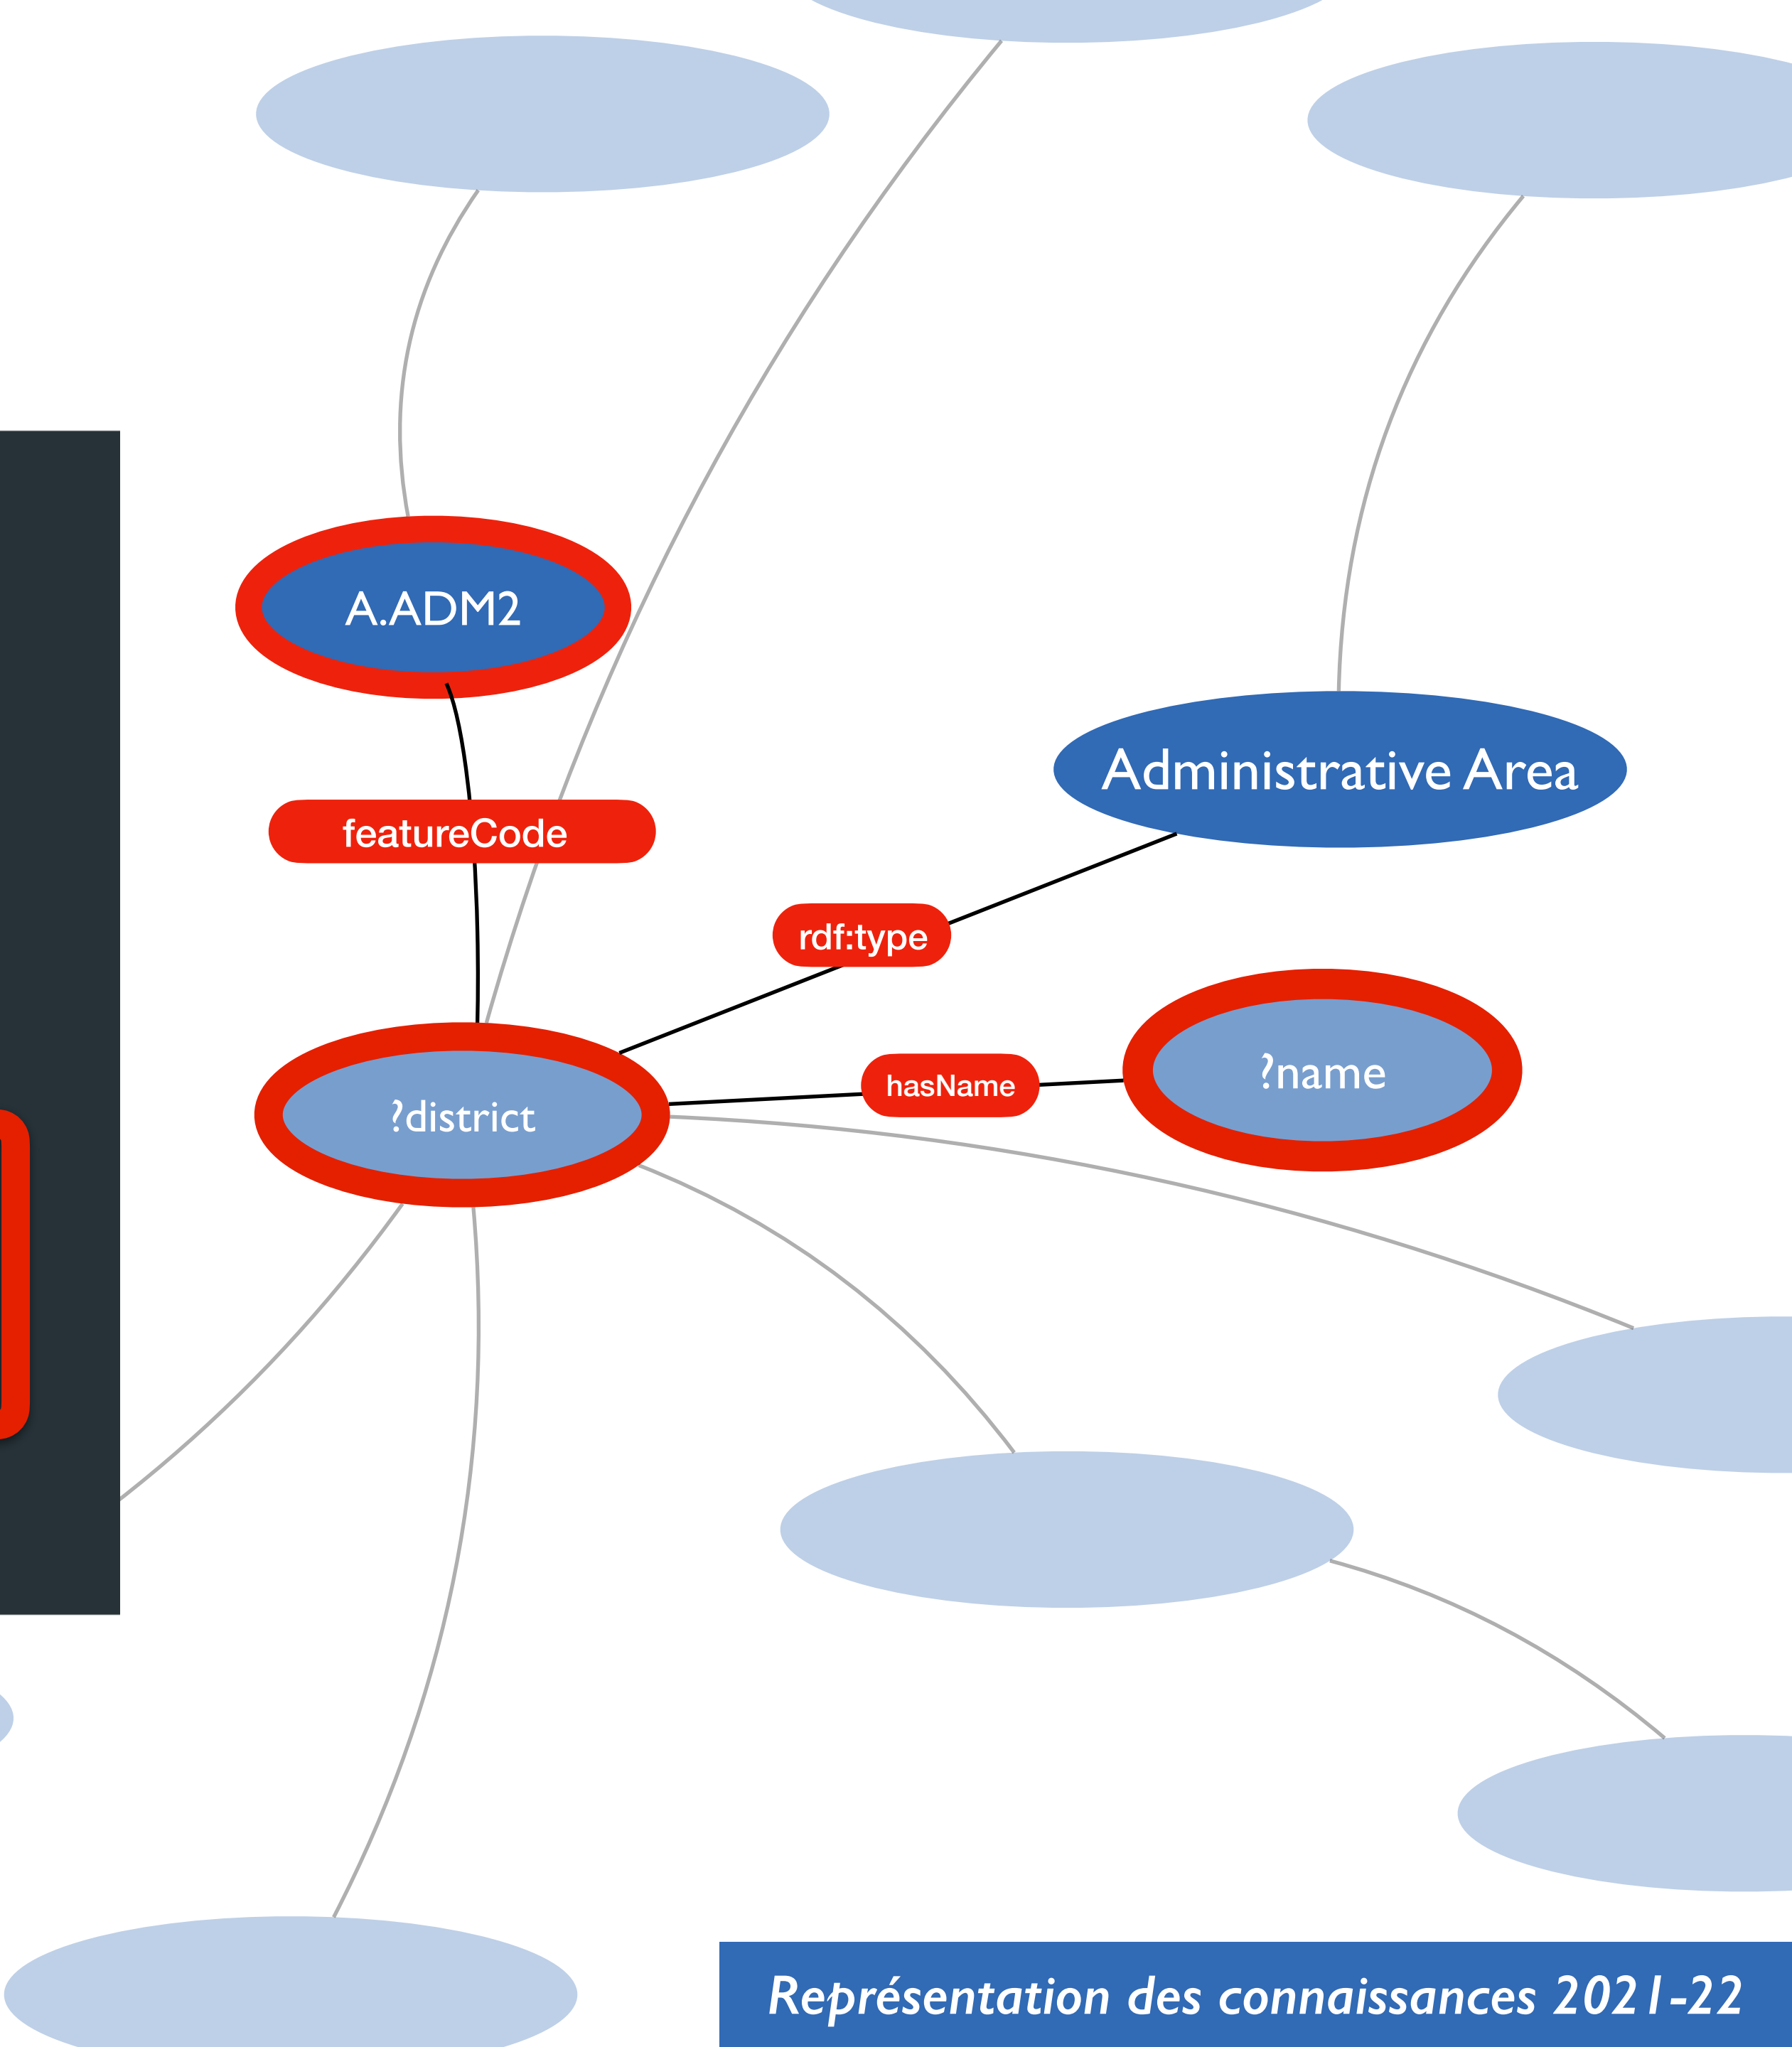 A.ADM2
Administrative Area
featureCode
rdf:type
hasName
?name
?district
Représentation des connaissances 2021-22